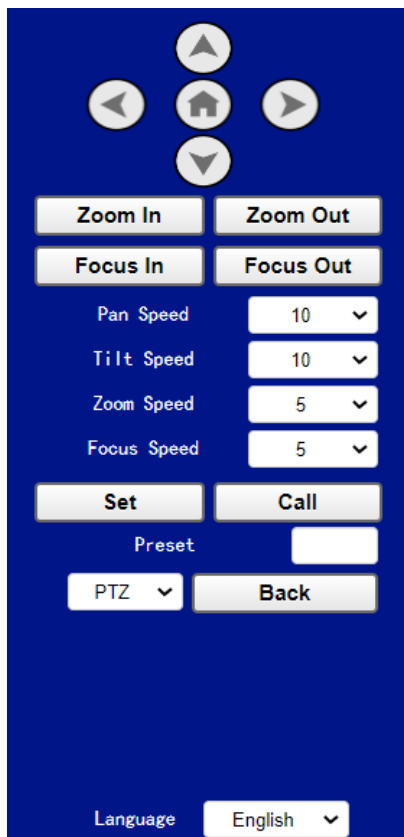 Zoom In Zoom Out
Focus In Focus Out
Pan Speed 10
Tilt Speed 10
Zoom Speed 5
Focus Speed 5
Set Call
Preset
PTZ Back
Language English